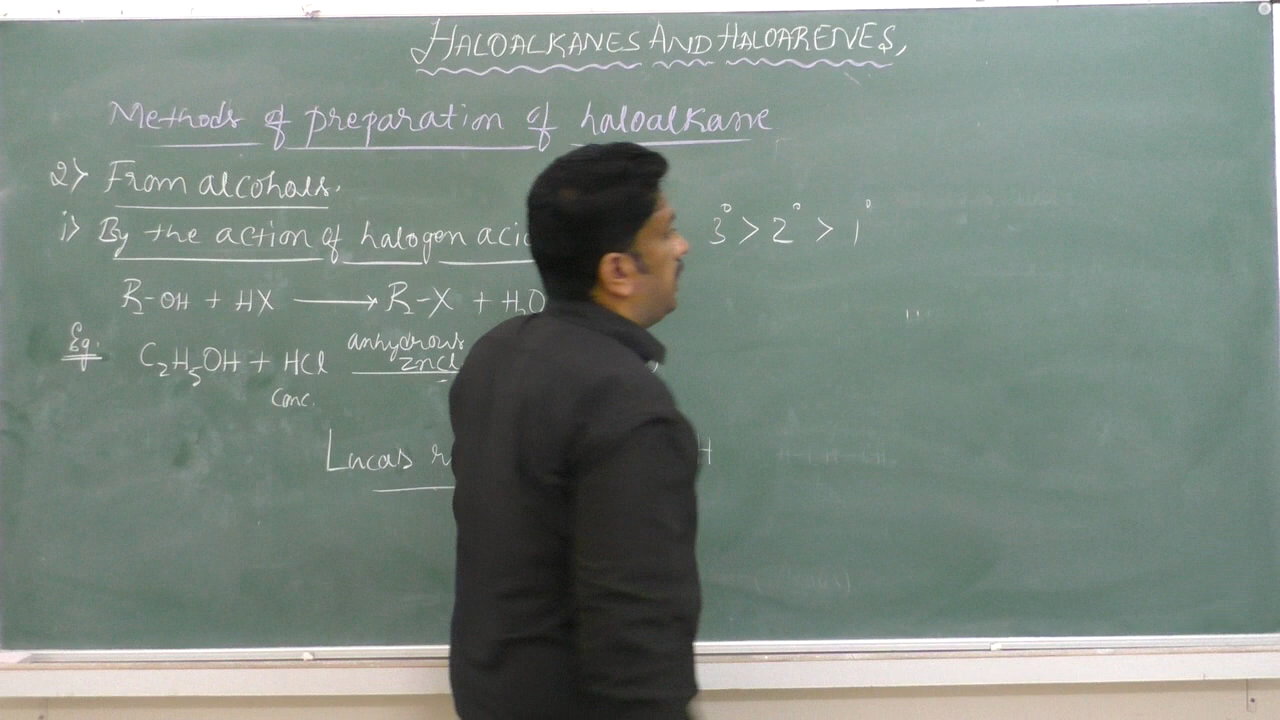 HALOALKANES AND HALOARENES,
Methods of preparation of haloalkane
2) From alcohols.
i) By the action of halogen acid 3° > 2° > 1°
R-OH + HX ⟶ R-X + H₂O
Eg. C₂H₅OH + HCl anhydrous ZnCl
Conc.
Lucas H